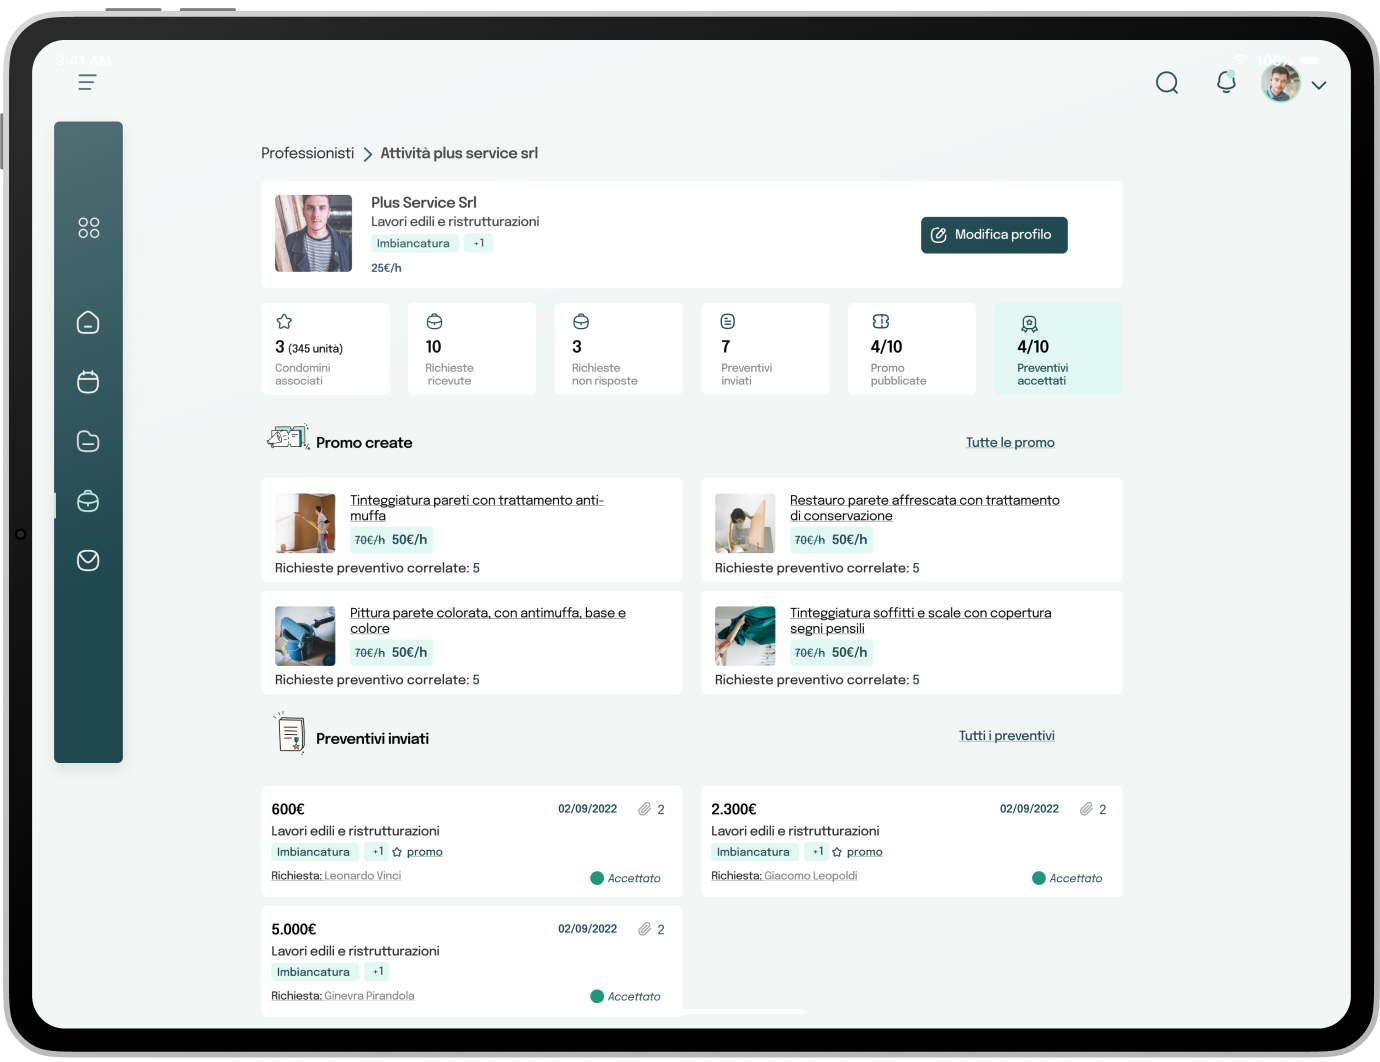 9:41 AM
100%
Professionisti > Attività plus service srl
Plus Service Srl
Lavori edili e ristrutturazioni
Imbiancatura +1
25€/h
Modifica profilo
3 (345 unità)
Condomini
associati
10
Richieste
ricevute
3
Richieste
non risposte
7
Preventivi
inviati
4/10
Promo
pubblicate
4/10
Preventivi
accettati
Promo create
Tutte le promo
Tinteggiatura pareti con trattamento anti-
muffa
70€/h 50€/h
Richieste preventivo correlate: 5
Restauro parete affrescata con trattamento
di conservazione
70€/h 50€/h
Richieste preventivo correlate: 5
Pittura parete colorata, con antimuffa, base e
colore
70€/h 50€/h
Richieste preventivo correlate: 5
Tinteggiatura soffitti e scale con copertura
segni pensili
70€/h 50€/h
Richieste preventivo correlate: 5
Preventivi inviati
Tutti i preventivi
600€ 02/09/2022 2
Lavori edili e ristrutturazioni
Imbiancatura +1 promo
Richiesta: Leonardo Vinci
Accettato
2.300€ 02/09/2022 2
Lavori edili e ristrutturazioni
Imbiancatura +1 promo
Richiesta: Giacomo Leopoldi
Accettato
5.000€ 02/09/2022 2
Lavori edili e ristrutturazioni
Imbiancatura +1
Richiesta: Ginevra Pirandola
Accettato